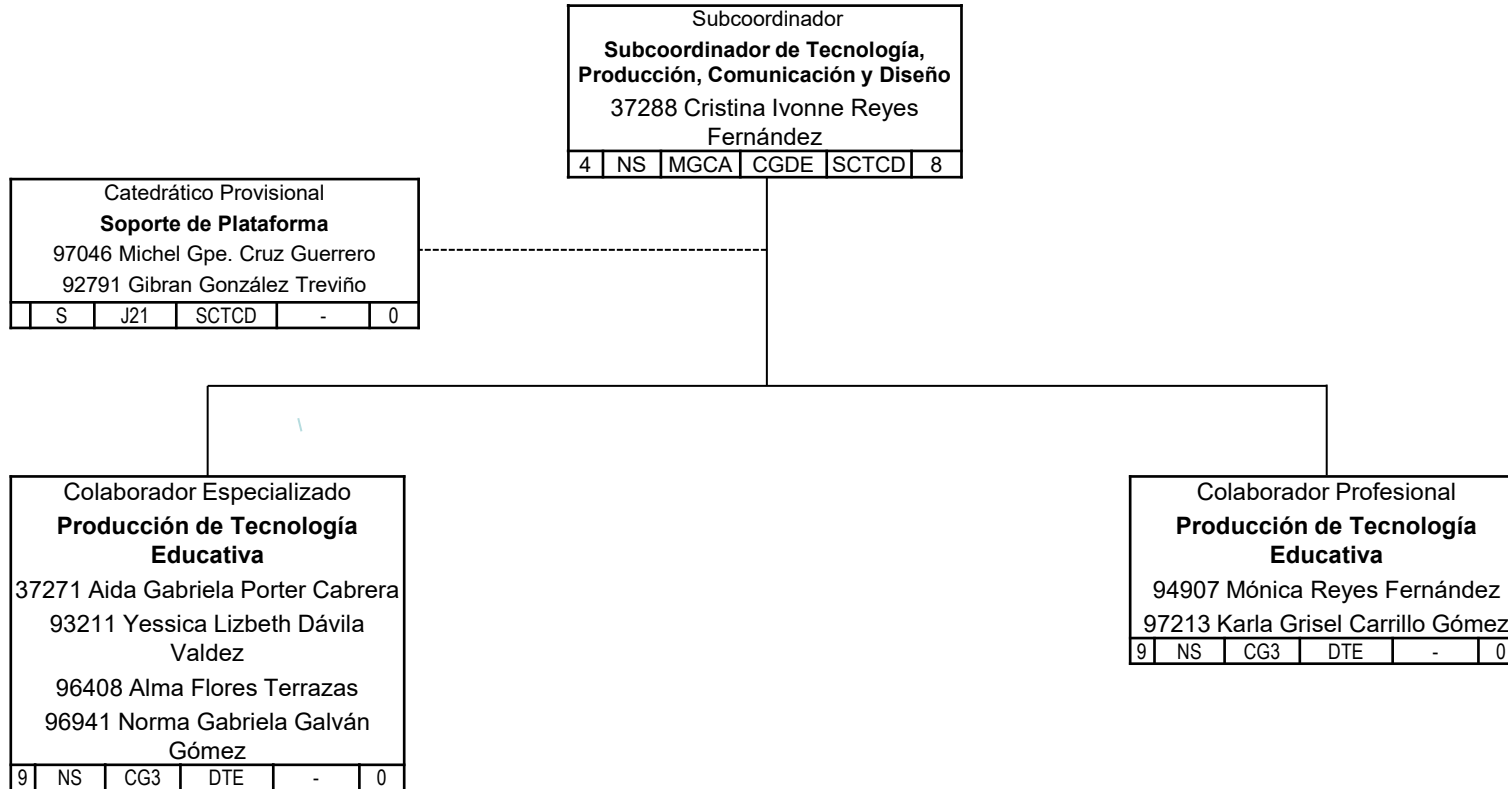 Subcoordinador
Subcoordinador de Tecnología,
Producción, Comunicación y Diseño
37288 Cristina Ivonne Reyes
Fernández
4 NS MGCA CGDE SCTCD 8
Catedrático Provisional
Soporte de Plataforma
97046 Michel Gpe. Cruz Guerrero
92791 Gibran González Treviño
S J21 SCTCD - 0
\
Colaborador Especializado
Producción de Tecnología
Educativa
37271 Aida Gabriela Porter Cabrera
93211 Yessica Lizbeth Dávila
Valdez
96408 Alma Flores Terrazas
96941 Norma Gabriela Galván
Gómez
9 NS CG3 DTE - 0
Colaborador Profesional
Producción de Tecnología
Educativa
94907 Mónica Reyes Fernández
97213 Karla Grisel Carrillo Gómez
9 NS CG3 DTE - 0